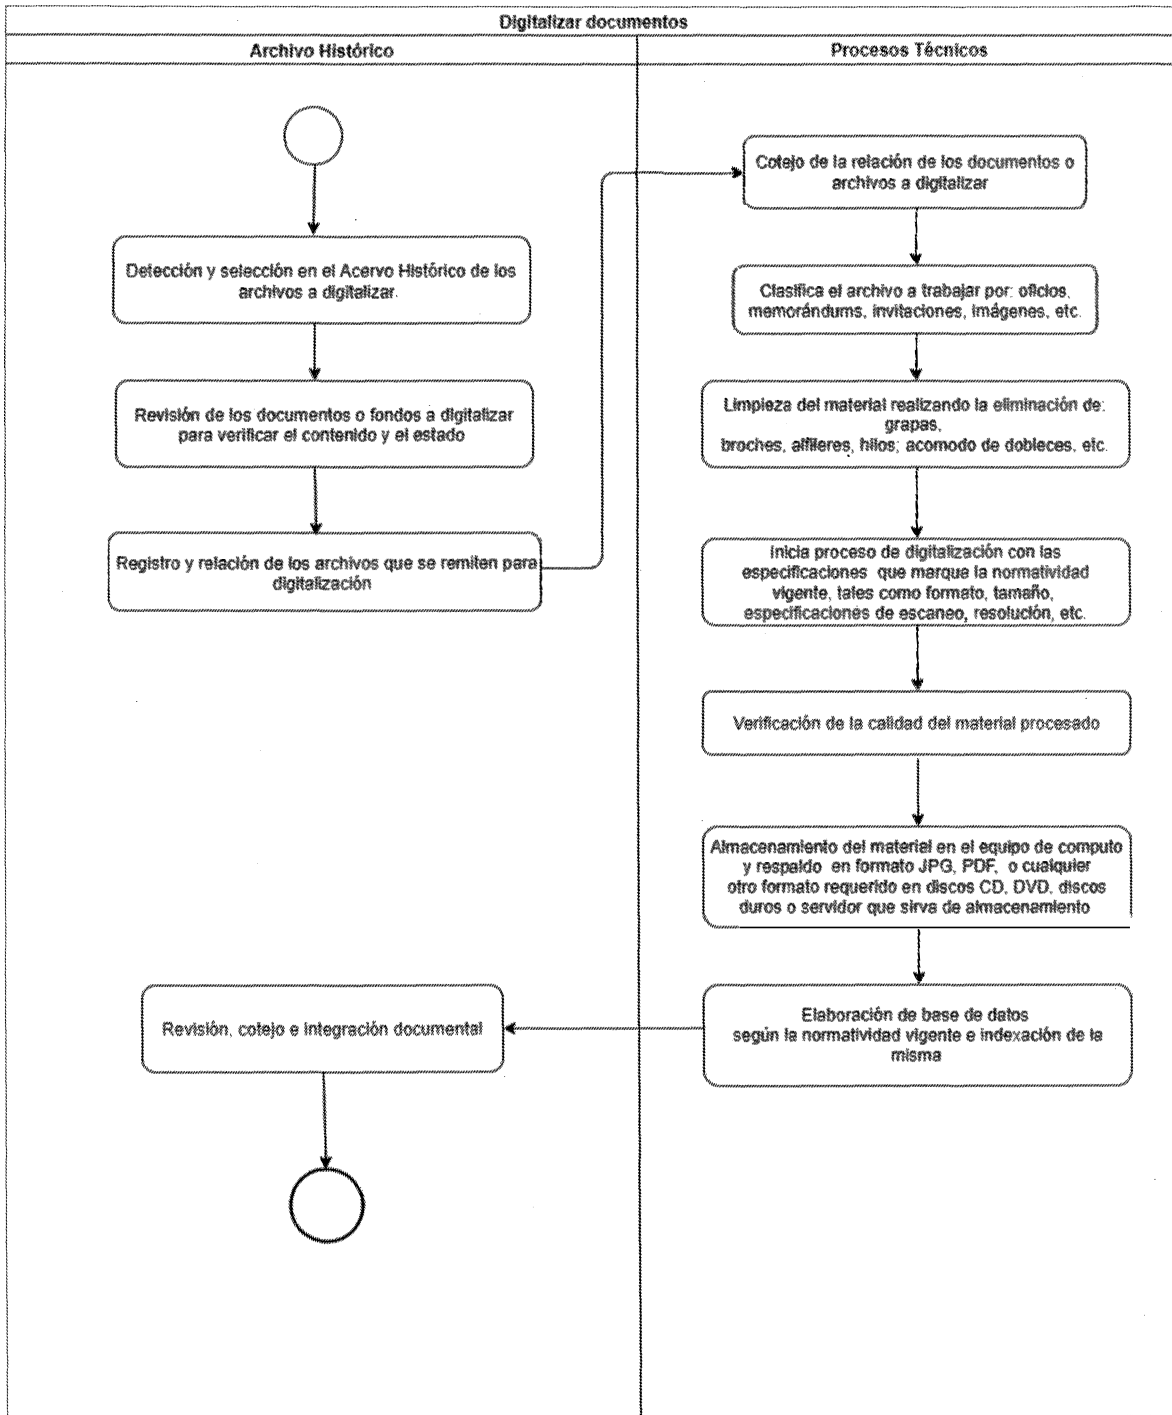 Digitalizar documentos
Archivo Histórico
Procesos Técnicos
Detección y selección en el Acervo Histórico de los
archivos a digitalizar.
Revisión de los documentos o fondos a digitalizar
para verificar el contenido y el estado
Registro y relación de los archivos que se remiten para
digitalización
Cotejo de la relación de los documentos o
archivos a digitalizar
Clasifica el archivo a trabajar por: oficios,
memorándums, invitaciones, imágenes, etc.
Limpieza del material realizando la eliminación de:
grapas,
broches, alfileres, hilos; acomodo de dobleces, etc.
Inicia proceso de digitalización con las
especificaciones que marque la normatividad
vigente, tales como formato, tamaño,
especificaciones de escaneo, resolución, etc.
Verificación de la calidad del material procesado
Almacenamiento del material en el equipo de computo
y respaldo en formato JPG, PDF, o cualquier
otro formato requerido en discos CD, DVD, discos
duros o servidor que sirva de almacenamiento
Elaboración de base de datos
según la normatividad vigente e indexación de la
misma
Revisión, cotejo e integración documental